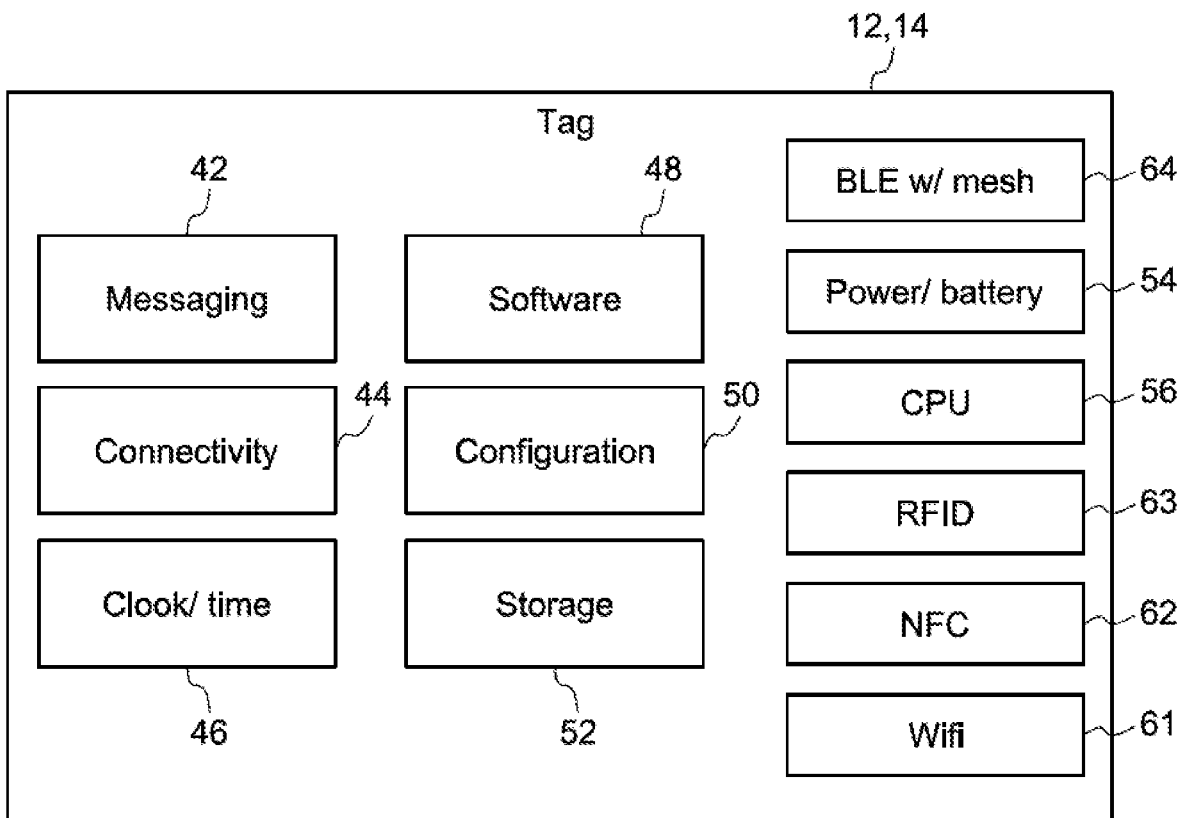 12,14
Tag
42
48
BLE w/ mesh
64
Messaging
Software
Power/ battery
54
Connectivity
44
Configuration
50
CPU
56
RFID
63
Clook/ time
Storage
NFC
62
46
52
Wifi
61